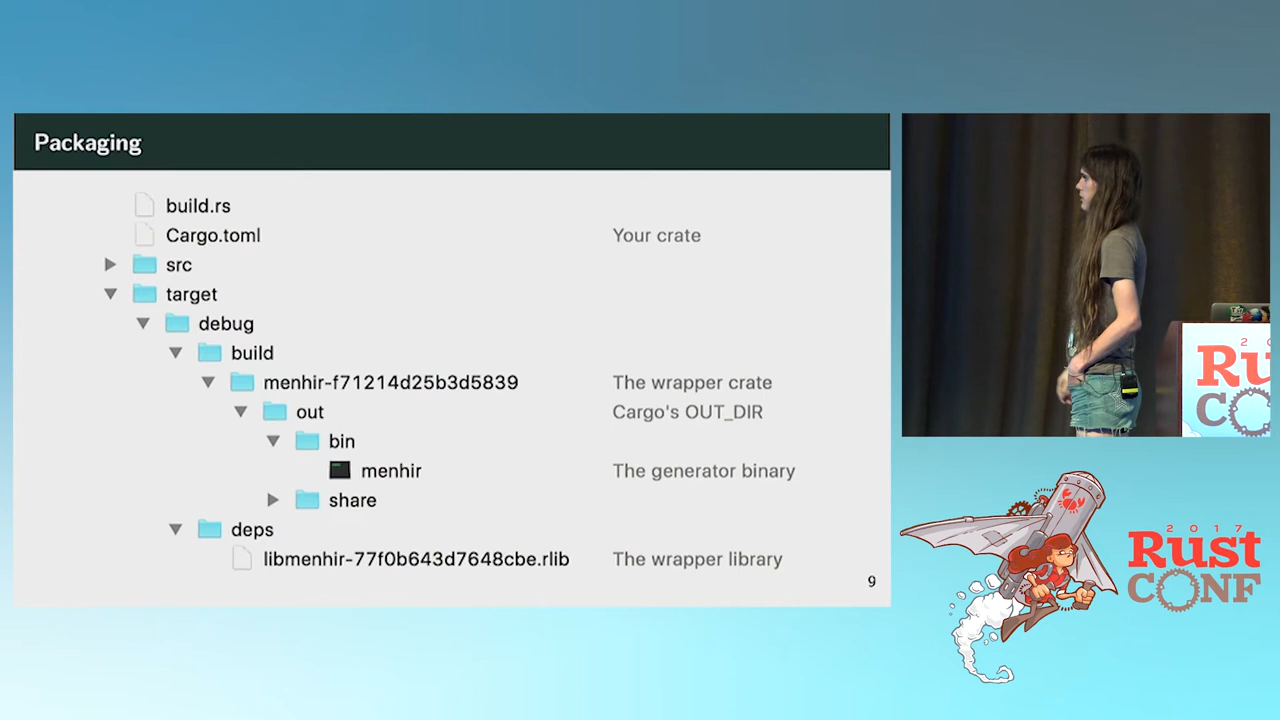 Packaging
build.rs
Cargo.toml Your crate
src
target
debug
build
menhir-f71214d25b3d5839 The wrapper crate
out Cargo's OUT_DIR
bin
menhir The generator binary
share
deps
libmenhir-77f0b643d7648cbe.rlib The wrapper library
9
2017
Rust
CONF